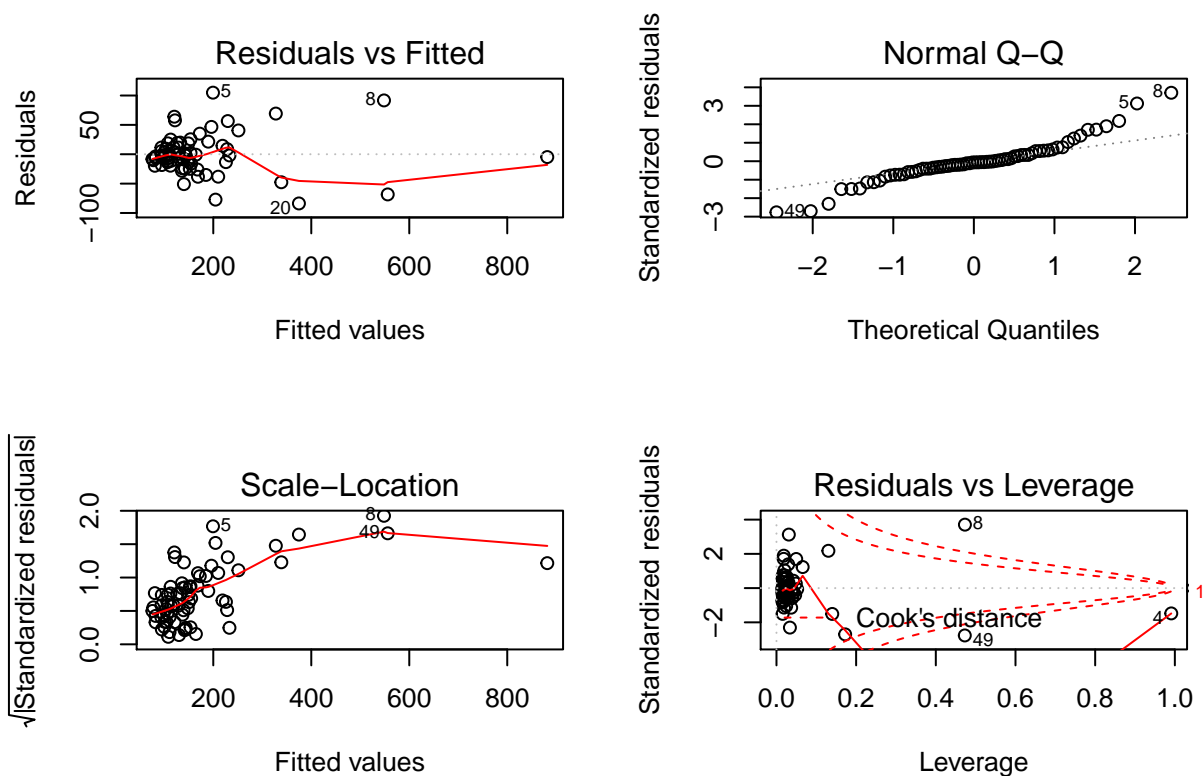 Residuals vs Fitted
Residuals
50
−100
5
8
20
200 400 600 800
Fitted values
Normal Q−Q
Standardized residuals
3
0
−3
5
8
49
−2 −1 0 1 2
Theoretical Quantiles
Scale−Location
√|Standardized residuals|
2.0
1.0
0.0
5
8
49
200 400 600 800
Fitted values
Residuals vs Leverage
Standardized residuals
2
−2
8
1
Cook's distance
4
49
0.0 0.2 0.4 0.6 0.8 1.0
Leverage